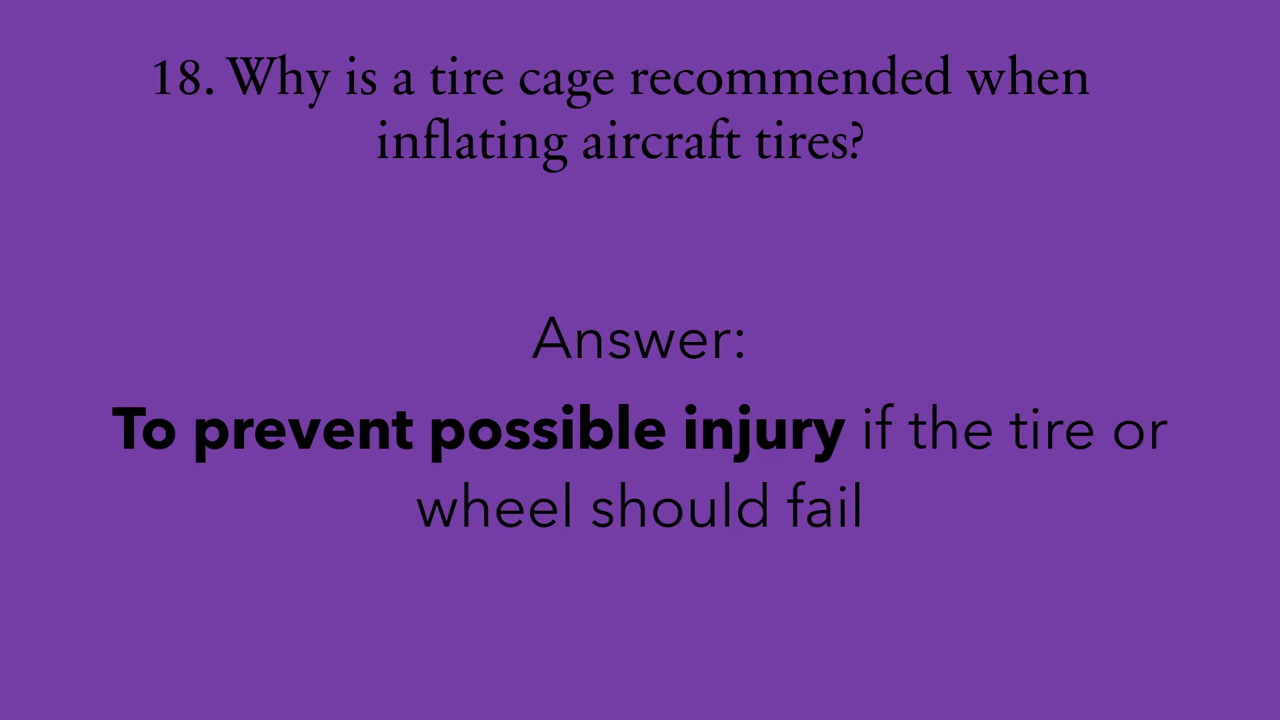 18. Why is a tire cage recommended when
inflating aircraft tires?
Answer:
To prevent possible injury if the tire or
wheel should fail